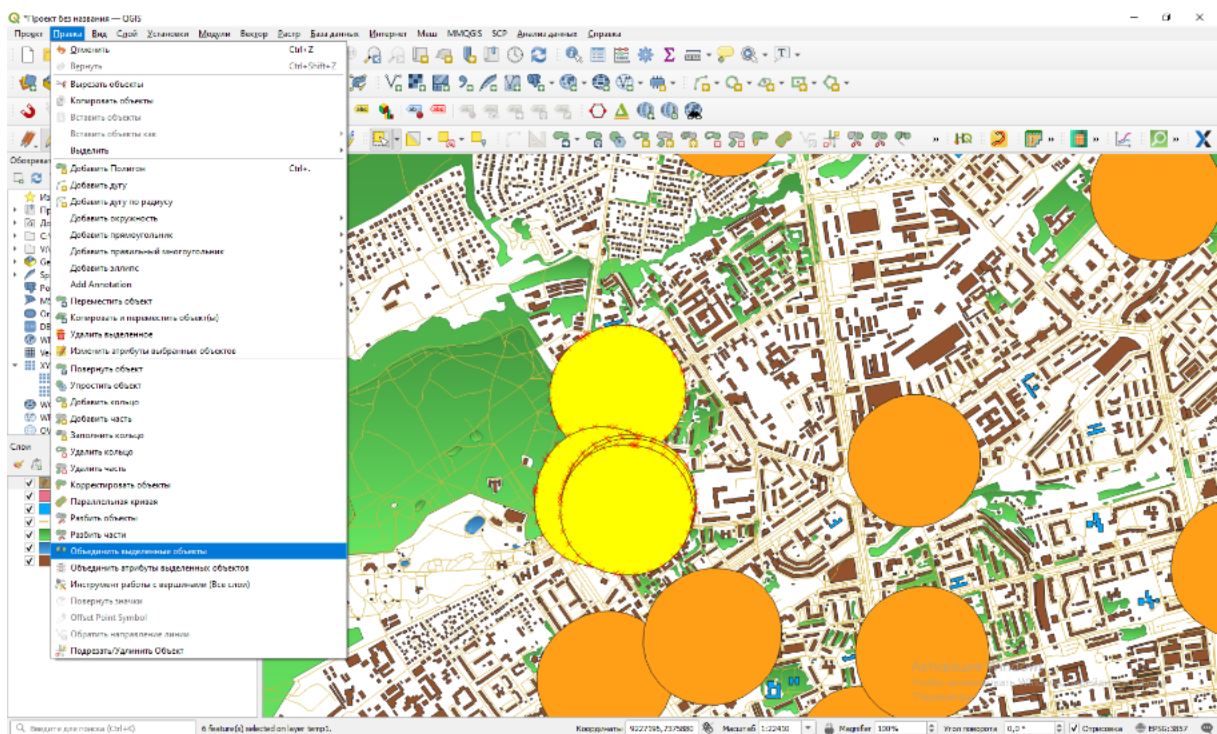 *Проект без названия — QGIS
Проект Правка Вид Слой Установки Модули Вектор Растр База данных Интернет Меш MMQGIS SCP Анализ данных Справка
Отменить Ctrl+Z
Вернуть Ctrl+Shift+Z
Вырезать объекты
Копировать объекты
Вставить объекты
Вставить объекты как
Выделить
Добавить Полигон Ctrl+.
Добавить дугу
Добавить дугу по радиусу
Добавить окружность
Добавить прямоугольник
Добавить правильный многоугольник
Добавить эллипс
Add Annotation
Переместить объект
Копировать и переместить объект(ы)
Удалить выделенное
Изменить атрибуты выбранных объектов
Повернуть объект
Упростить объект
Добавить кольцо
Добавить часть
Заполнить кольцо
Удалить кольцо
Удалить часть
Корректировать объекты
Параллельная кривая
Разбить объекты
Разбить части
Объединить выделенные объекты
Объединить атрибуты выделенных объектов
Инструмент работы с вершинами (Все слои)
Повернуть значки
Offset Point Symbol
Обратить направление линии
Подрезать/Удлинить Объект
Слои
Введите для поиска (Ctrl+K)
6 feature(s) selected on layer temp1.
Координаты 9227195,7375880 Масштаб 1:22410 Magnifier 100% Угол поворота 0,0 ° Отрисовка EPSG:3857